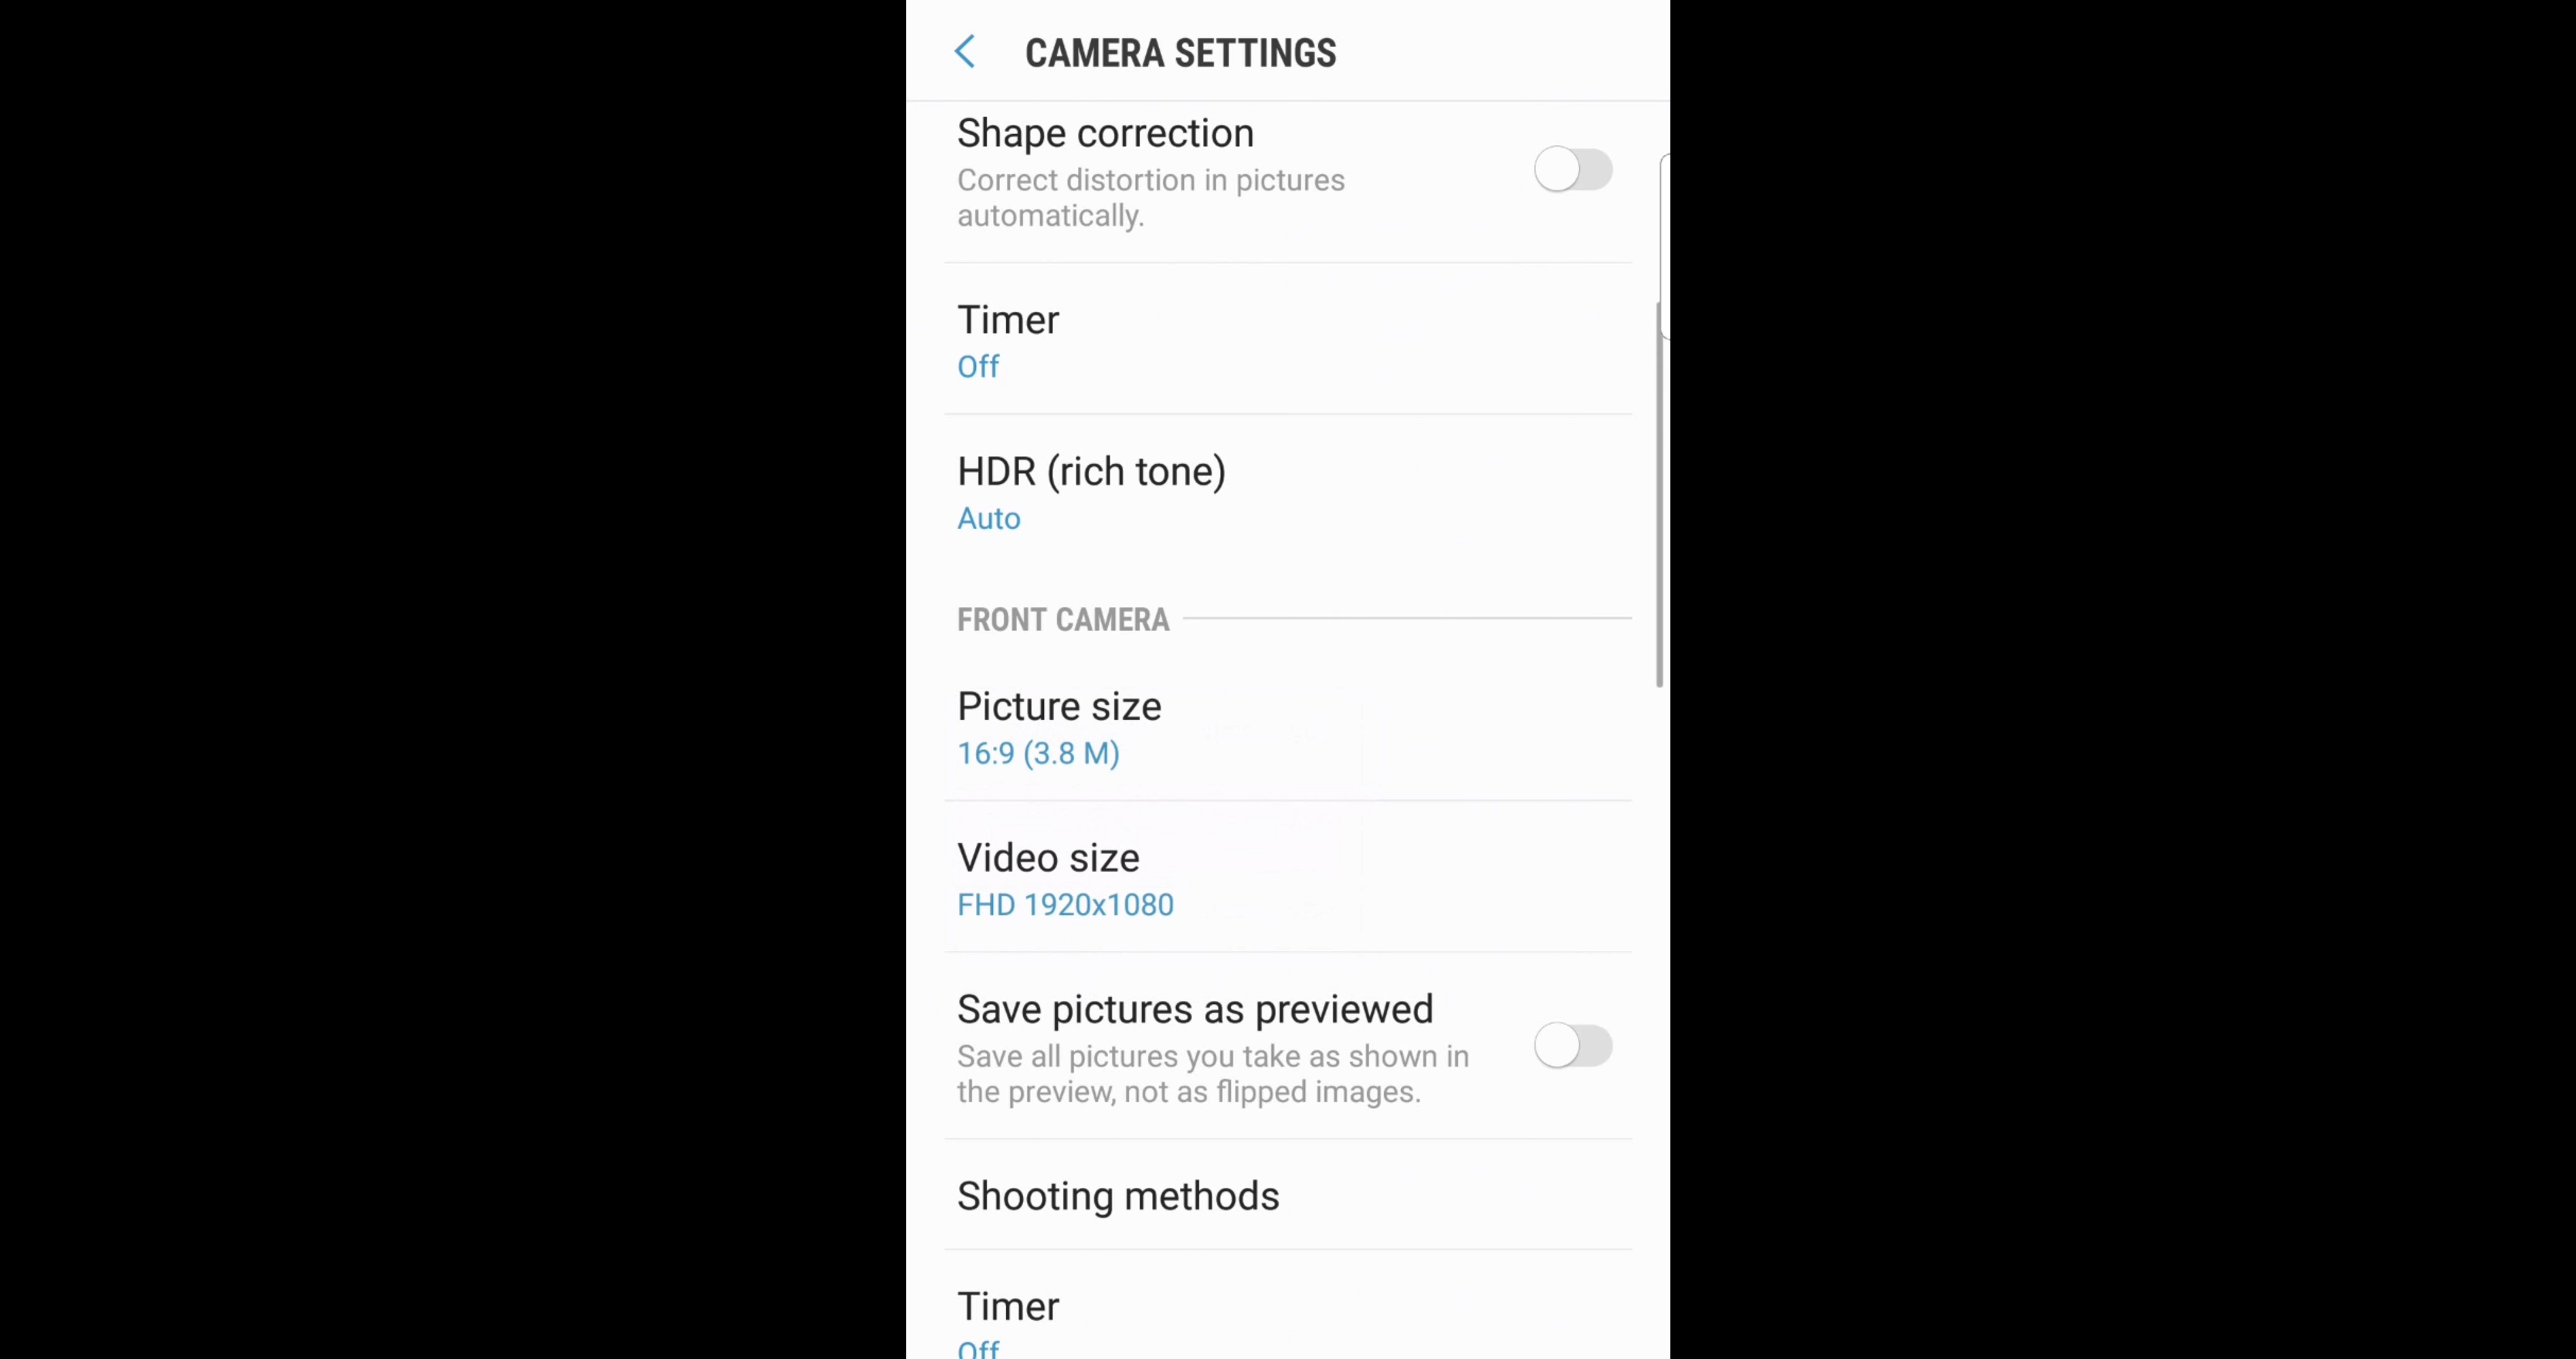 CAMERA SETTINGS
Shape correction
Correct distortion in pictures
automatically.
Timer
Off
HDR (rich tone)
Auto
FRONT CAMERA
Picture size
16:9 (3.8 M)
Video size
FHD 1920x1080
Save pictures as previewed
Save all pictures you take as shown in
the preview, not as flipped images.
Shooting methods
Timer
Off